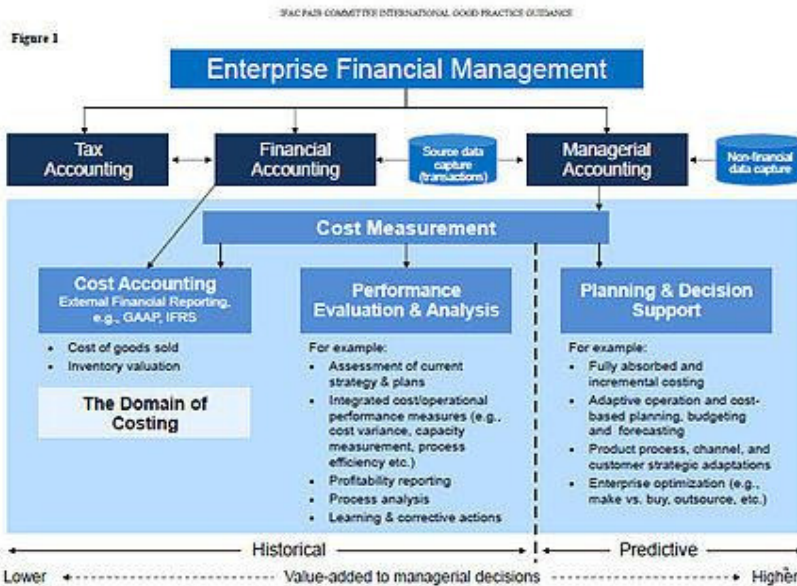 IFAC PAIB COMMITTEE INTERNATIONAL GOOD PRACTICE GUIDANCE
Figure 1
Enterprise Financial Management
Tax
Accounting
Financial
Accounting
Source data
capture
(transactions)
Managerial
Accounting
Non-financial
data capture
Cost Measurement
Cost Accounting
External Financial Reporting,
e.g., GAAP, IFRS
• Cost of goods sold
• Inventory valuation
The Domain of
Costing
Performance
Evaluation & Analysis
For example:
• Assessment of current
strategy & plans
• Integrated cost/operational
performance measures (e.g.,
cost variance, capacity
measurement, process
efficiency etc.)
• Profitability reporting
• Process analysis
• Learning & corrective actions
Planning & Decision
Support
For example:
• Fully absorbed and
incremental costing
• Adaptive operation and cost-
based planning, budgeting
and forecasting
• Product process, channel, and
customer strategic adaptations
• Enterprise optimization (e.g.,
make vs. buy, outsource, etc.)
Historical
Predictive
Lower
Value-added to managerial decisions
Higher